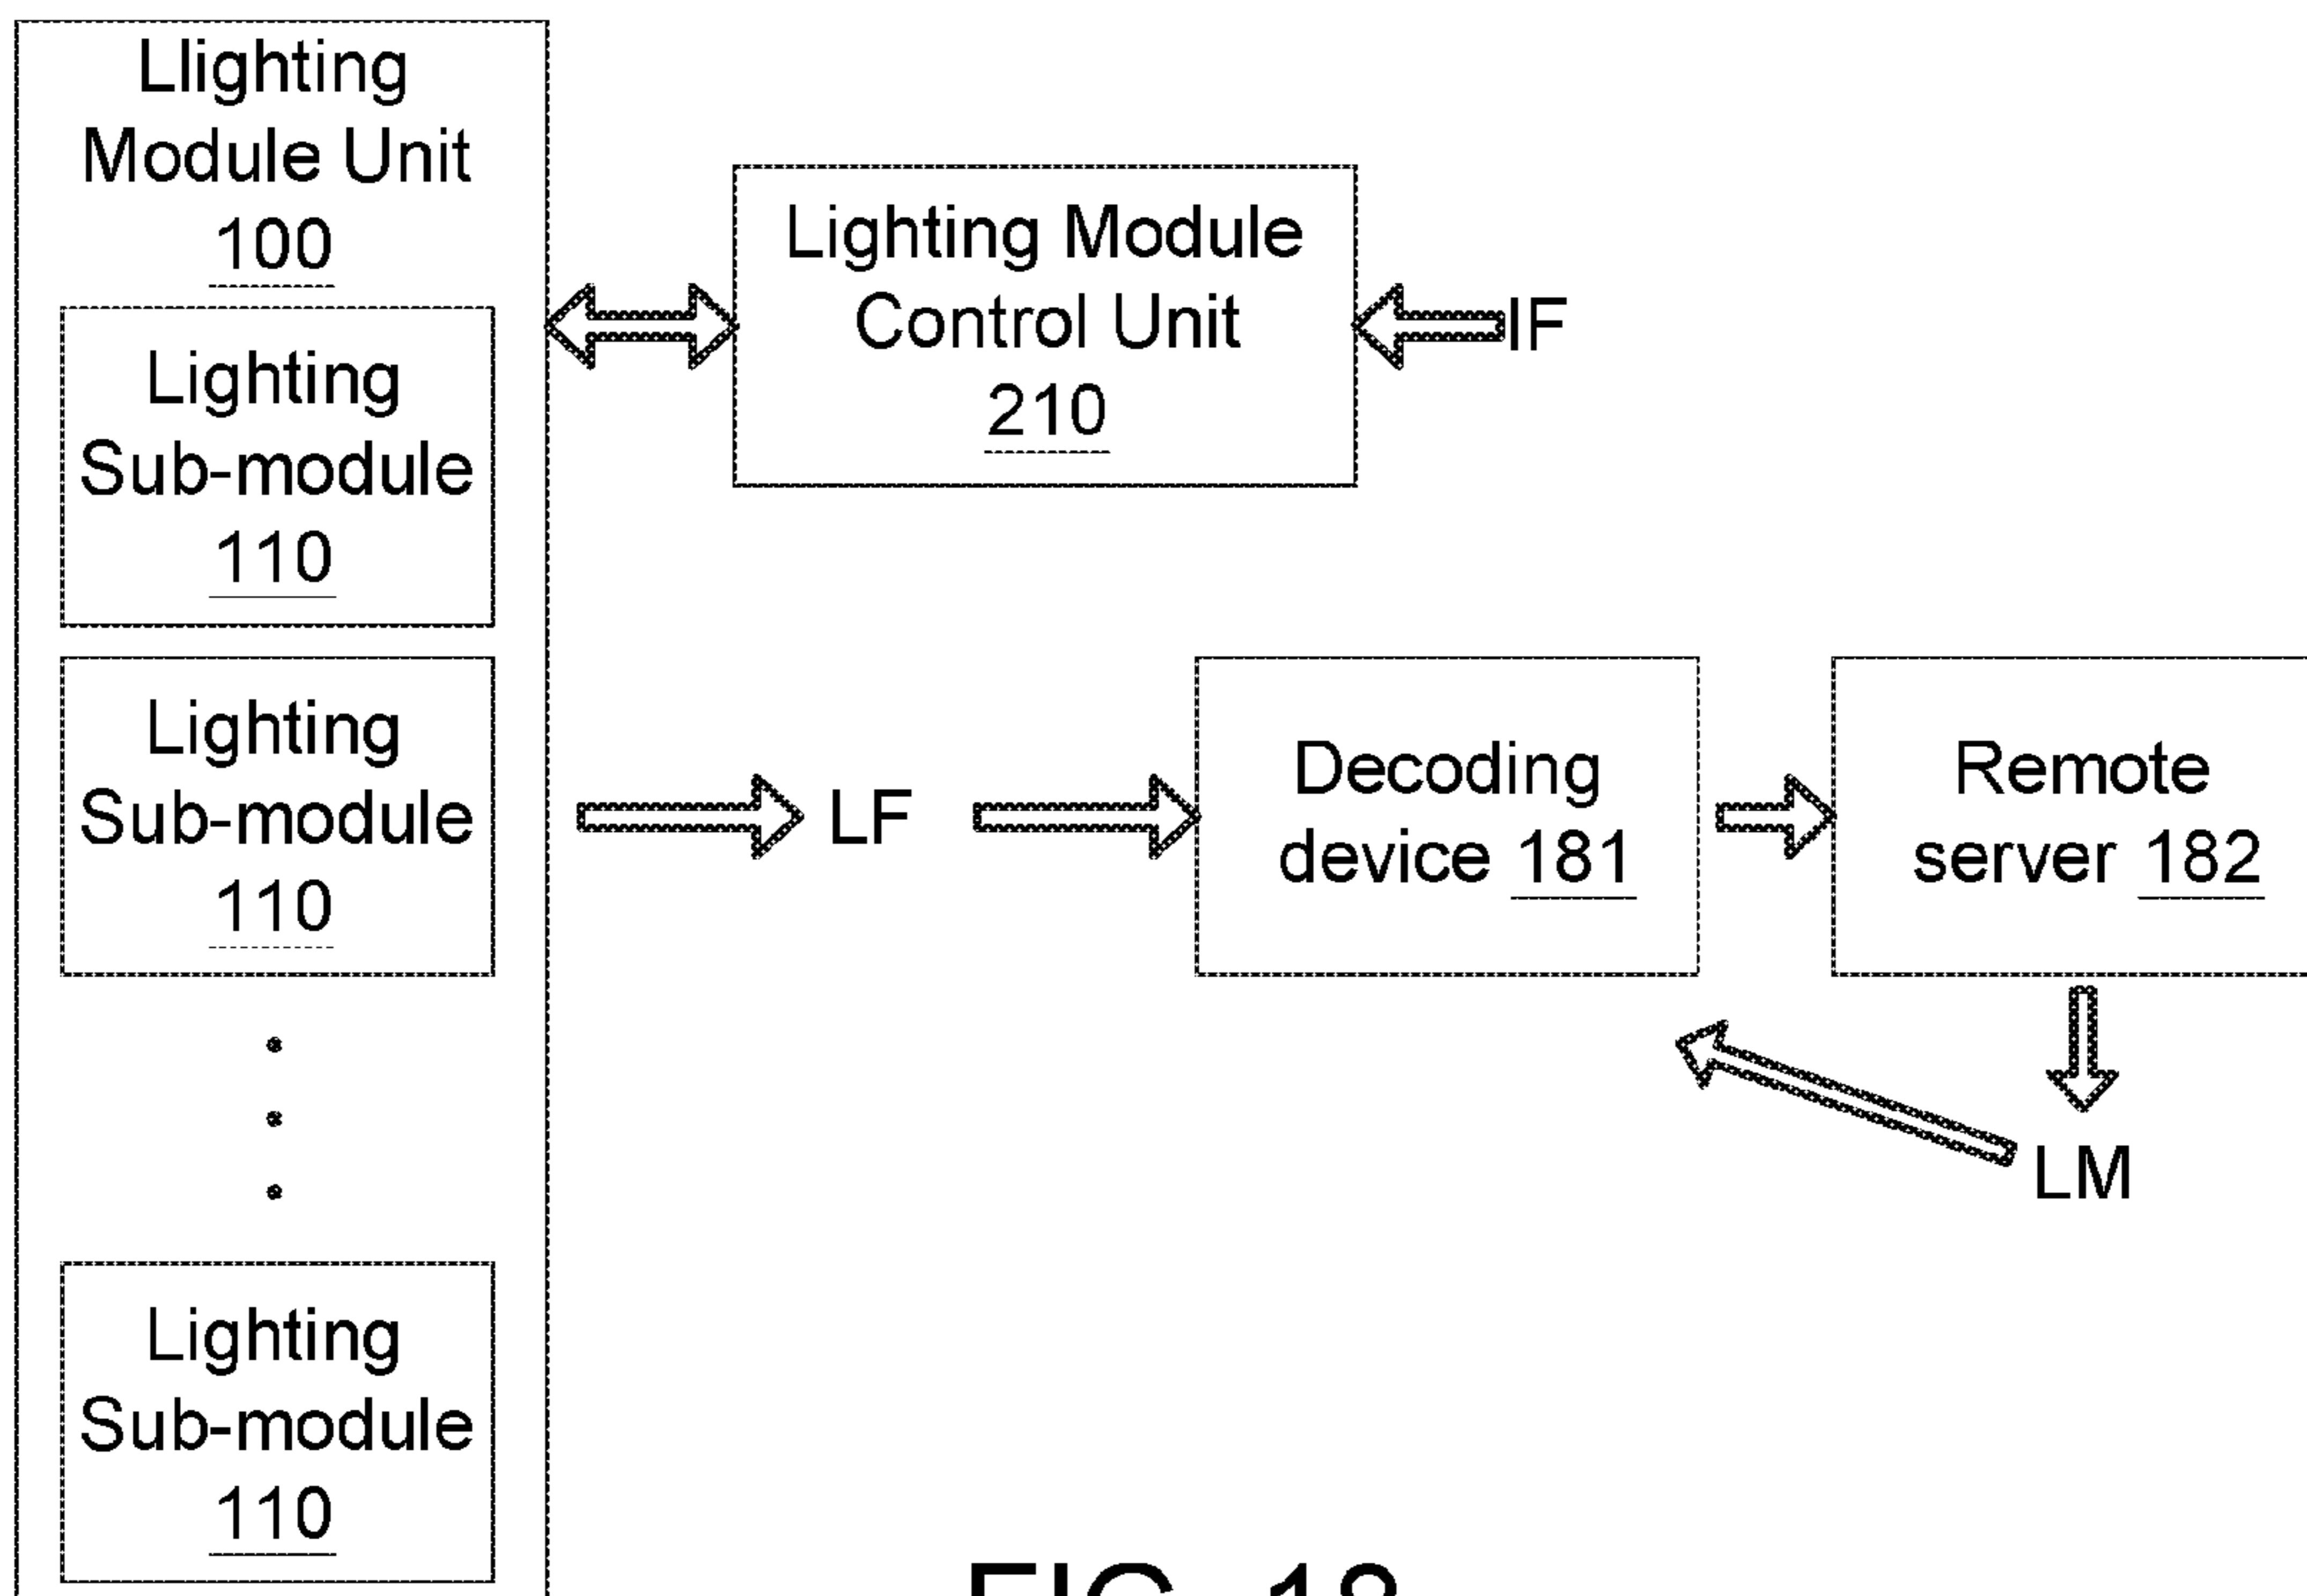 Llighting
Module Unit
100
Lighting
Sub-module
110
Lighting
Sub-module
110
Lighting
Sub-module
110
Lighting Module
Control Unit
210
IF
LF
Decoding
device 181
Remote
server 182
LM
FIG.